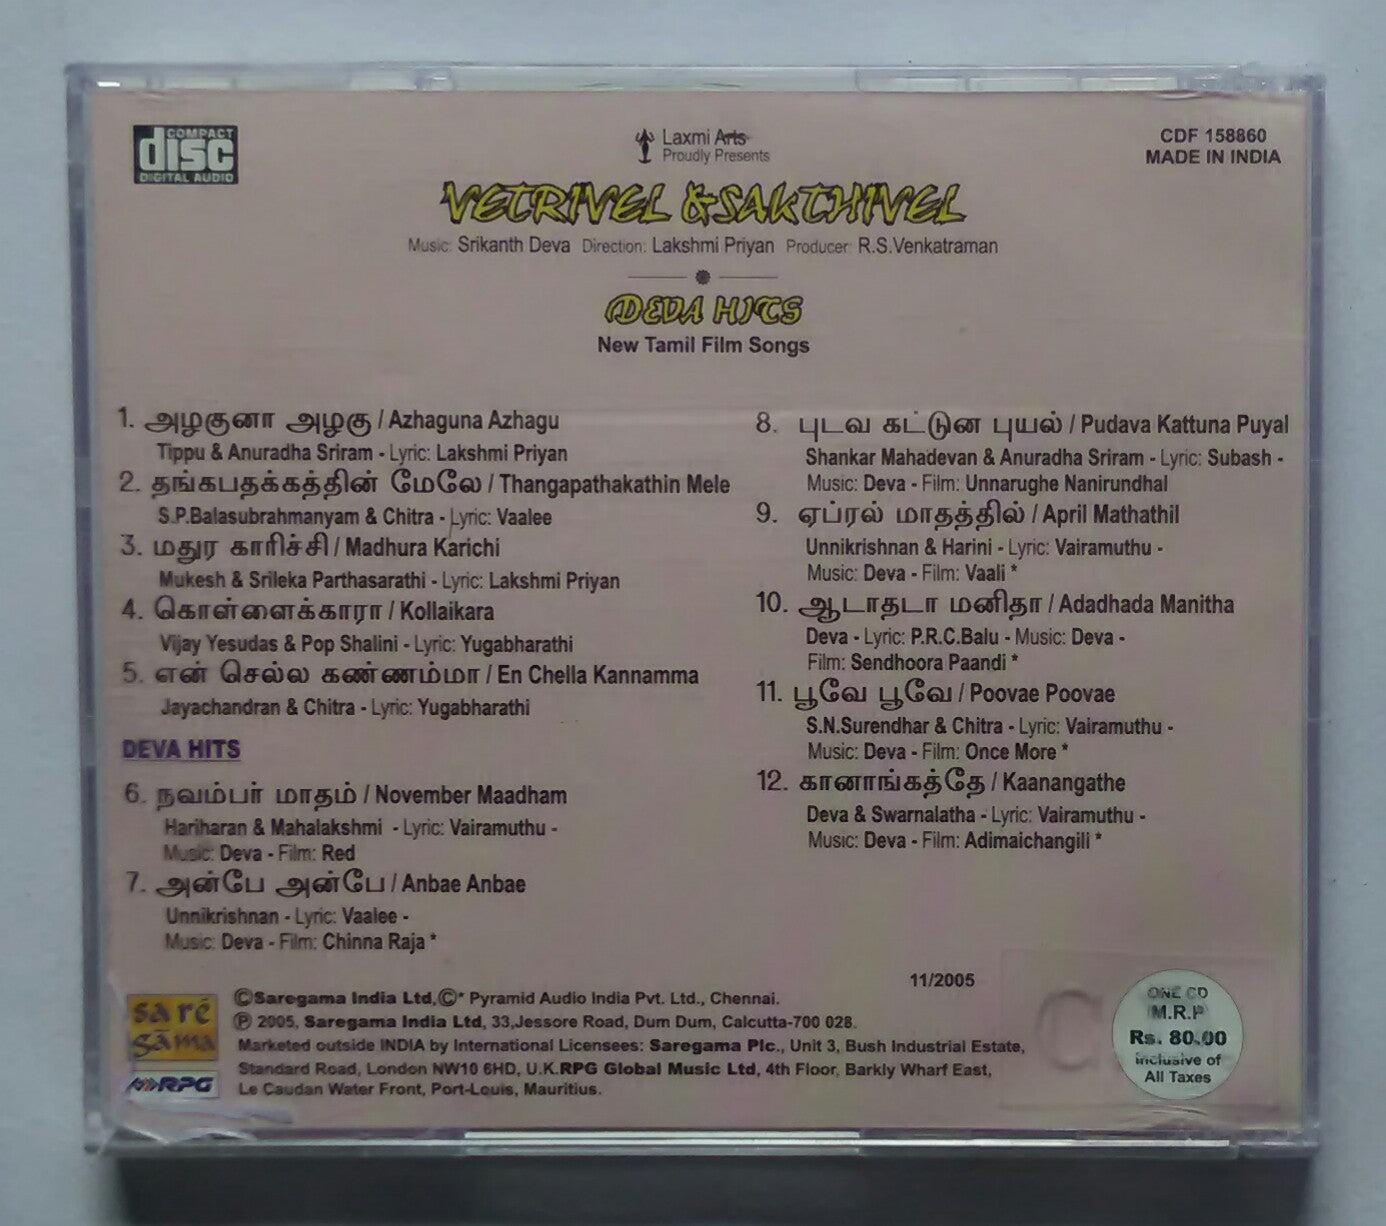 COMPACT
disc
DIGITAL AUDIO
Laxmi Arts
Proudly Presents
CDF 158860
MADE IN INDIA
VETRIVEL & SAKTHIVEL
Music: Srikanth Deva Direction: Lakshmi Priyan Producer: R.S.Venkatraman
DEVA HITS
New Tamil Film Songs
1. அழகுனா அழகு / Azhaguna Azhagu
Tippu & Anuradha Sriram - Lyric: Lakshmi Priyan
2. தங்கபதக்கத்தின் மேலே / Thangapathakathin Mele
S.P.Balasubrahmanyam & Chitra - Lyric: Vaalee
3. மதுர காரிச்சி / Madhura Karichi
Mukesh & Srileka Parthasarathi - Lyric: Lakshmi Priyan
4. கொள்ளைக்காரா / Kollaikara
Vijay Yesudas & Pop Shalini - Lyric: Yugabharathi
5. என் செல்ல கண்ணம்மா / En Chella Kannamma
Jayachandran & Chitra - Lyric: Yugabharathi
DEVA HITS
6. நவம்பர் மாதம் / November Maadham
Hariharan & Mahalakshmi - Lyric: Vairamuthu -
Music: Deva - Film: Red
7. அன்பே அன்பே / Anbae Anbae
Unnikrishnan - Lyric: Vaalee -
Music: Deva - Film: Chinna Raja *
8. புடவ கட்டுன புயல் / Pudava Kattuna Puyal
Shankar Mahadevan & Anuradha Sriram - Lyric: Subash -
Music: Deva - Film: Unnarughe Nanirundhal
9. ஏப்ரல் மாதத்தில் / April Mathathil
Unnikrishnan & Harini - Lyric: Vairamuthu -
Music: Deva - Film: Vaali *
10. ஆடாதடா மனிதா / Adadhada Manitha
Deva - Lyric: P.R.C.Balu - Music: Deva -
Film: Sendhoora Paandi *
11. பூவே பூவே / Poovae Poovae
S.N.Surendhar & Chitra - Lyric: Vairamuthu -
Music: Deva - Film: Once More *
12. கானாங்கத்தே / Kaanangathe
Deva & Swarnalatha - Lyric: Vairamuthu -
Music: Deva - Film: Adimaichangili *
11/2005
saré
gama
RPG
©Saregama India Ltd,©* Pyramid Audio India Pvt. Ltd., Chennai.
℗ 2005, Saregama India Ltd, 33,Jessore Road, Dum Dum, Calcutta-700 028.
Marketed outside INDIA by International Licensees: Saregama Plc., Unit 3, Bush Industrial Estate,
Standard Road, London NW10 6HD, U.K.RPG Global Music Ltd, 4th Floor, Barkly Wharf East,
Le Caudan Water Front, Port-Louis, Mauritius.
ONE CD
M.R.P
Rs. 80.00
inclusive of
All Taxes